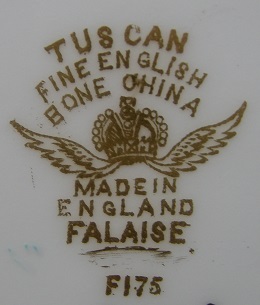 TUSCAN
FINE ENGLISH
BONE CHINA
MADE IN
ENGLAND
FALAISE
F175